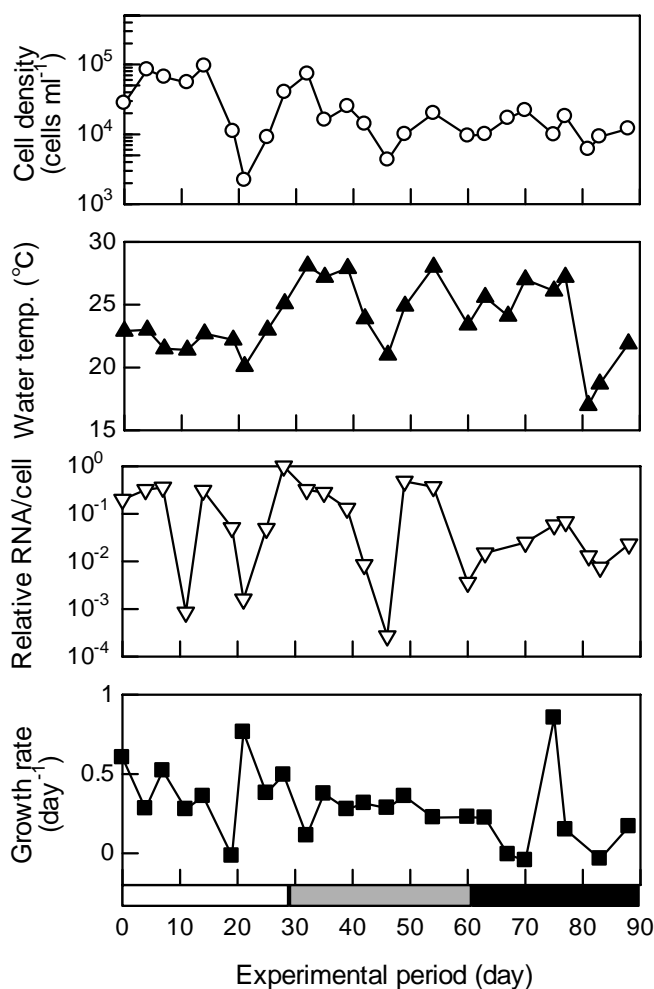 Cell density
(cells ml⁻¹)
10⁵
10⁴
10³
Water temp. (°C)
30
25
20
15
Relative RNA/cell
10⁰
10⁻¹
10⁻²
10⁻³
10⁻⁴
Growth rate
(day⁻¹)
1
0.5
0
0 10 20 30 40 50 60 70 80 90
Experimental period (day)